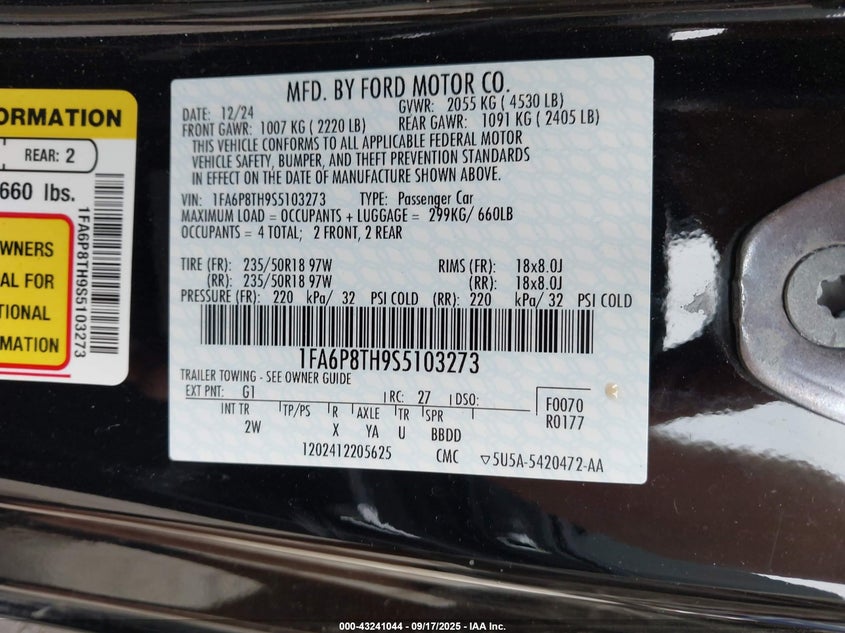 ORMATION
REAR: 2
660 lbs.
WNERS
AL FOR
TIONAL
MATION
1FA6P8TH9S5103273
MFD. BY FORD MOTOR CO.
DATE: 12/24 GVWR: 2055 KG ( 4530 LB)
FRONT GAWR: 1007 KG ( 2220 LB) REAR GAWR: 1091 KG ( 2405 LB)
THIS VEHICLE CONFORMS TO ALL APPLICABLE FEDERAL MOTOR
VEHICLE SAFETY, BUMPER, AND THEFT PREVENTION STANDARDS
IN EFFECT ON THE DATE OF MANUFACTURE SHOWN ABOVE.
VIN: 1FA6P8TH9S5103273 TYPE: Passenger Car
MAXIMUM LOAD = OCCUPANTS + LUGGAGE = 299KG/ 660LB
OCCUPANTS = 4 TOTAL; 2 FRONT, 2 REAR
TIRE (FR): 235/50R18 97W RIMS (FR): 18x8.0J
(RR): 235/50R18 97W (RR): 18x8.0J
PRESSURE (FR): 220 kPa/ 32 PSI COLD (RR): 220 kPa/ 32 PSI COLD
1FA6P8TH9S5103273
TRAILER TOWING - SEE OWNER GUIDE
EXT PNT: G1 RC: 27 DSO: F0070
INT TR TP/PS R AXLE TR SPR R0177
2W X YA U BBDD
1202412205625 CMC ▽5U5A-5420472-AA
000-43241044 - 09/17/2025 - IAA Inc.